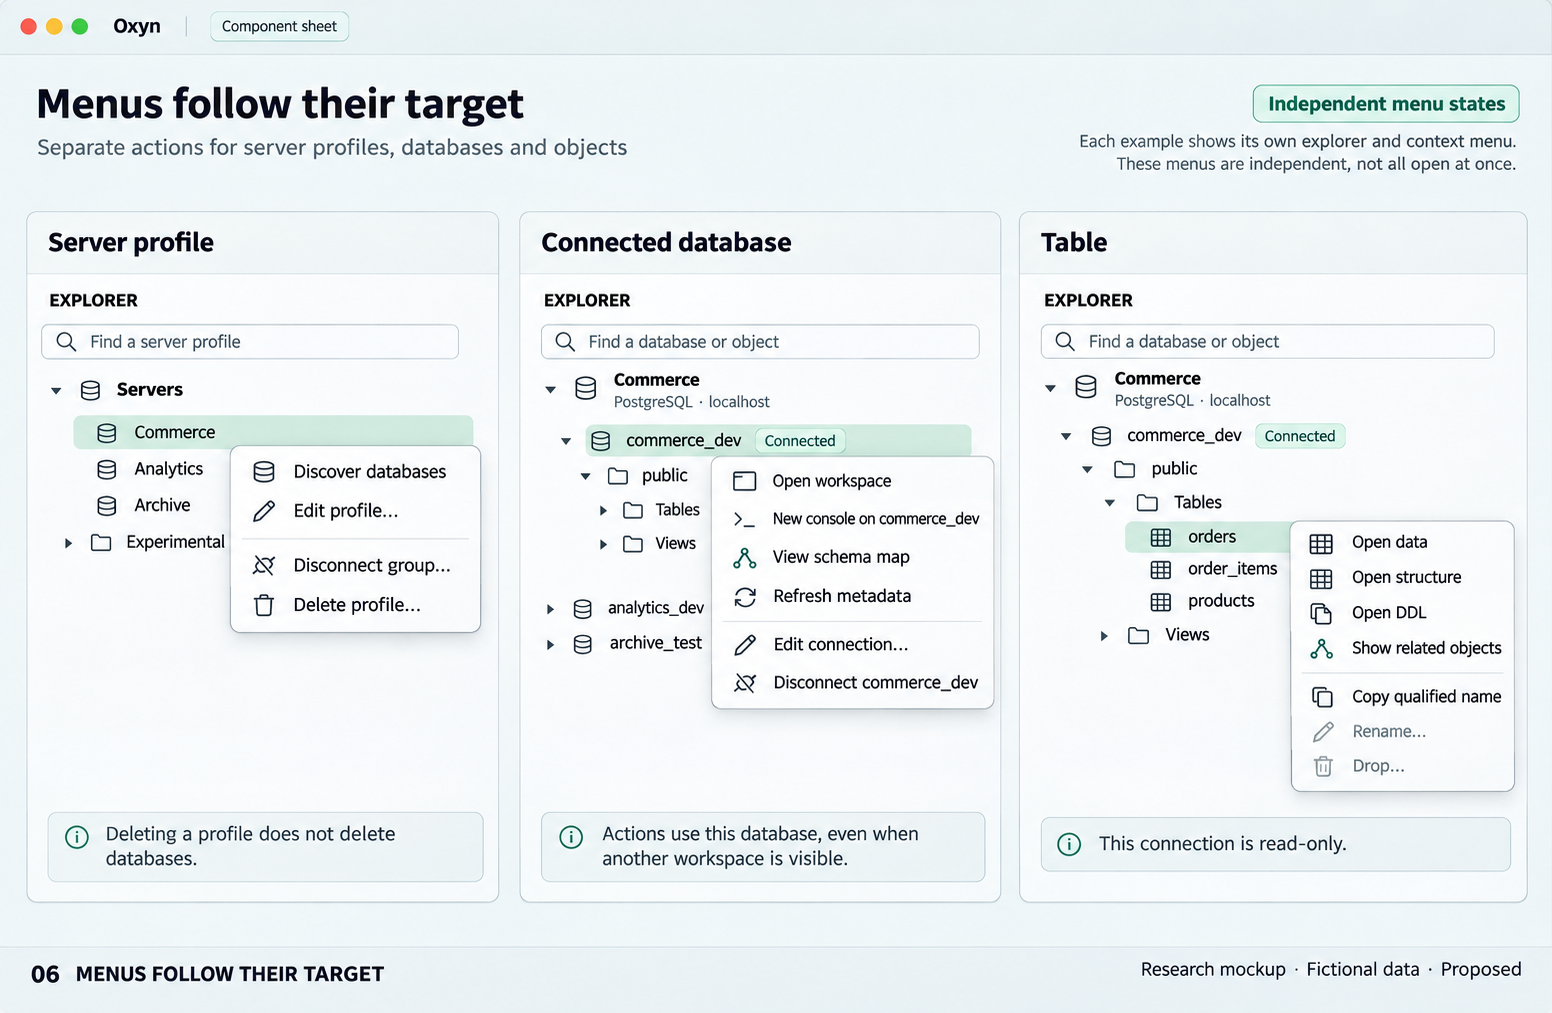 Oxyn
Component sheet
Menus follow their target
Separate actions for server profiles, databases and objects
Independent menu states
Each example shows its own explorer and context menu.
These menus are independent, not all open at once.
Server profile
EXPLORER
Find a server profile
Servers
Commerce
Analytics
Archive
Experimental
Discover databases
Edit profile...
Disconnect group...
Delete profile...
Deleting a profile does not delete
databases.
Connected database
EXPLORER
Find a database or object
Commerce
PostgreSQL · localhost
commerce_dev
Connected
public
Tables
Views
analytics_dev
archive_test
Open workspace
New console on commerce_dev
View schema map
Refresh metadata
Edit connection...
Disconnect commerce_dev
Actions use this database, even when
another workspace is visible.
Table
EXPLORER
Find a database or object
Commerce
PostgreSQL · localhost
commerce_dev
Connected
public
Tables
orders
order_items
products
Views
Open data
Open structure
Open DDL
Show related objects
Copy qualified name
Rename...
Drop...
This connection is read-only.
06 MENUS FOLLOW THEIR TARGET
Research mockup · Fictional data · Proposed